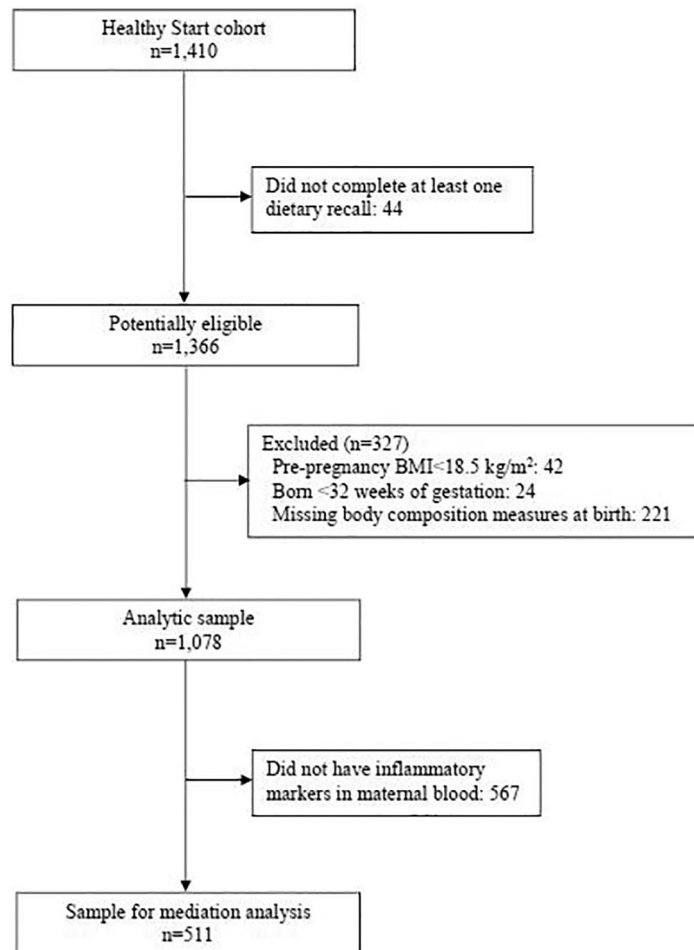 Healthy Start cohort
n=1,410
Did not complete at least one
dietary recall: 44
Potentially eligible
n=1,366
Excluded (n=327)
Pre-pregnancy BMI<18.5 kg/m²: 42
Born <32 weeks of gestation: 24
Missing body composition measures at birth: 221
Analytic sample
n=1,078
Did not have inflammatory
markers in maternal blood: 567
Sample for mediation analysis
n=511